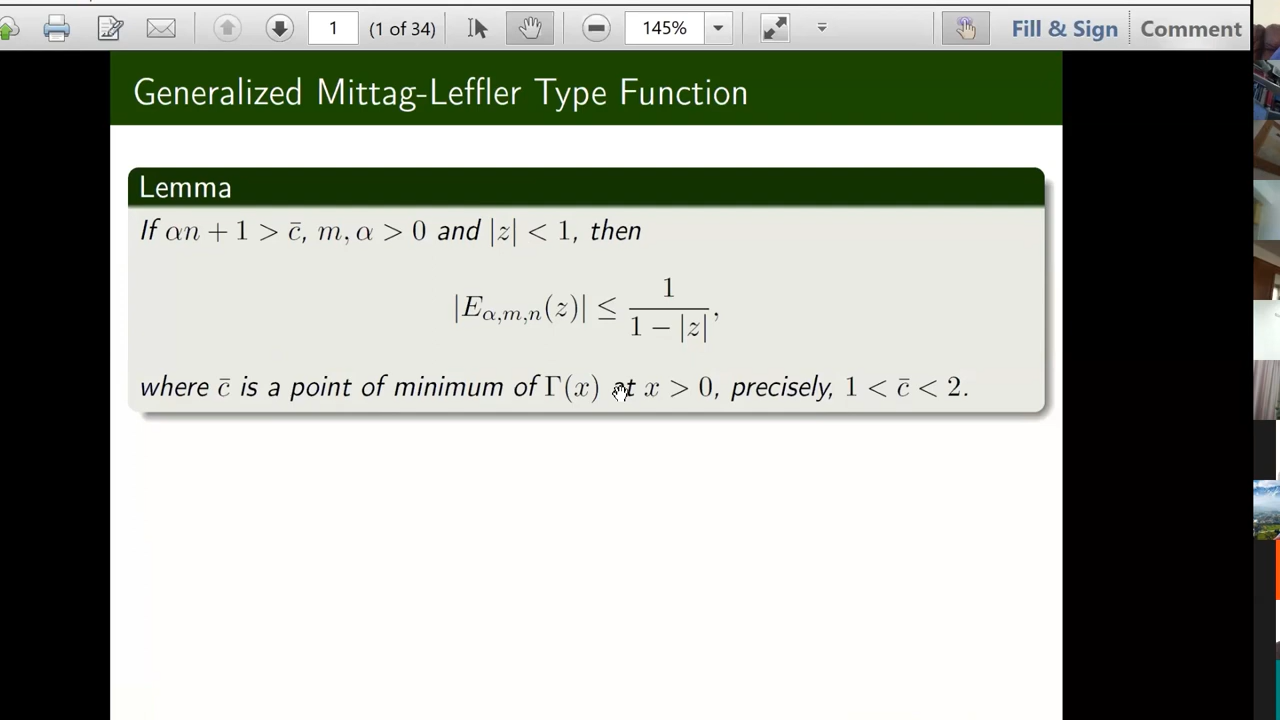 1 (1 of 34) 145% Fill & Sign Comment
Generalized Mittag-Leffler Type Function
Lemma
If αn + 1 > c̄, m, α > 0 and |z| < 1, then
|E_{α,m,n}(z)| ≤ \frac{1}{1 − |z|},
where c̄ is a point of minimum of Γ(x) at x > 0, precisely, 1 < c̄ < 2.